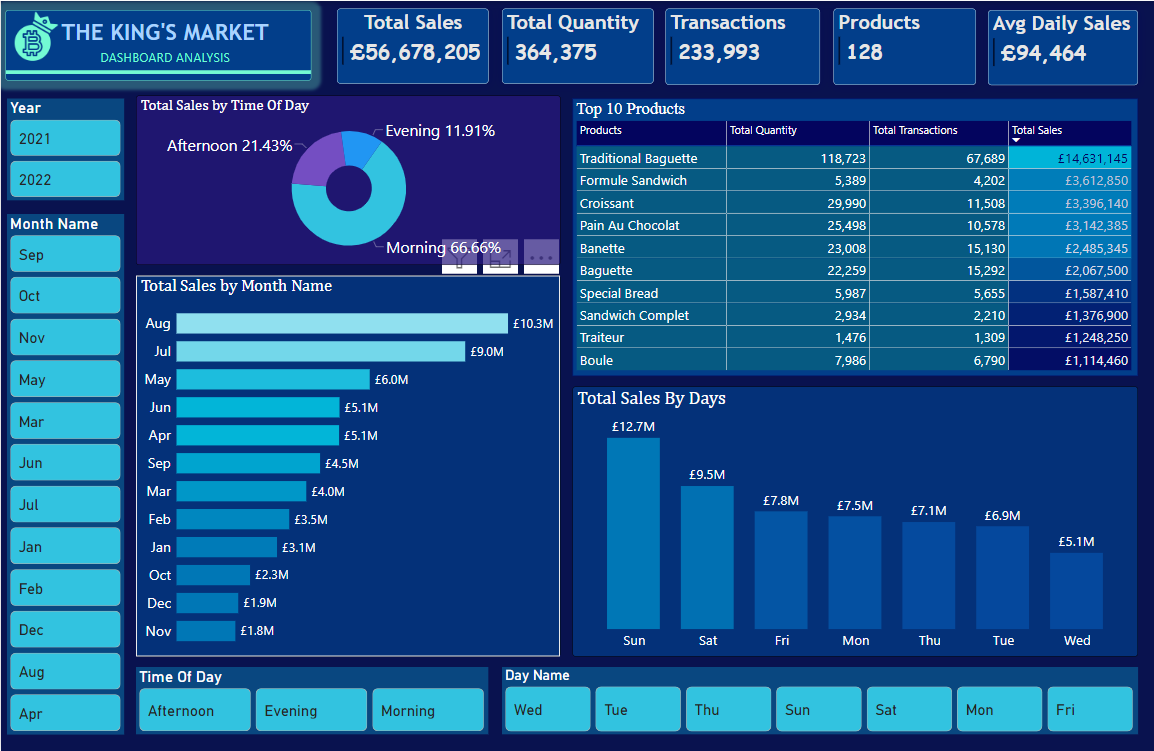 THE KING'S MARKET
DASHBOARD ANALYSIS
Total Sales
£56,678,205
Total Quantity
364,375
Transactions
233,993
Products
128
Avg Daily Sales
£94,464
Year
2021
2022
Month Name
Sep
Oct
Nov
May
Mar
Jun
Jul
Jan
Feb
Dec
Aug
Apr
Total Sales by Time Of Day
Evening 11.91%
Afternoon 21.43%
Morning 66.66%
Total Sales by Month Name
Aug £10.3M
Jul £9.0M
May £6.0M
Jun £5.1M
Apr £5.1M
Sep £4.5M
Mar £4.0M
Feb £3.5M
Jan £3.1M
Oct £2.3M
Dec £1.9M
Nov £1.8M
Top 10 Products
Products Total Quantity Total Transactions Total Sales
Traditional Baguette 118,723 67,689 £14,631,145
Formule Sandwich 5,389 4,202 £3,612,850
Croissant 29,990 11,508 £3,396,140
Pain Au Chocolat 25,498 10,578 £3,142,385
Banette 23,008 15,130 £2,485,345
Baguette 22,259 15,292 £2,067,500
Special Bread 5,987 5,655 £1,587,410
Sandwich Complet 2,934 2,210 £1,376,900
Traiteur 1,476 1,309 £1,248,250
Boule 7,986 6,790 £1,114,460
Total Sales By Days
£12.7M £9.5M £7.8M £7.5M £7.1M £6.9M £5.1M
Sun Sat Fri Mon Thu Tue Wed
Time Of Day
Afternoon Evening Morning
Day Name
Wed Tue Thu Sun Sat Mon Fri